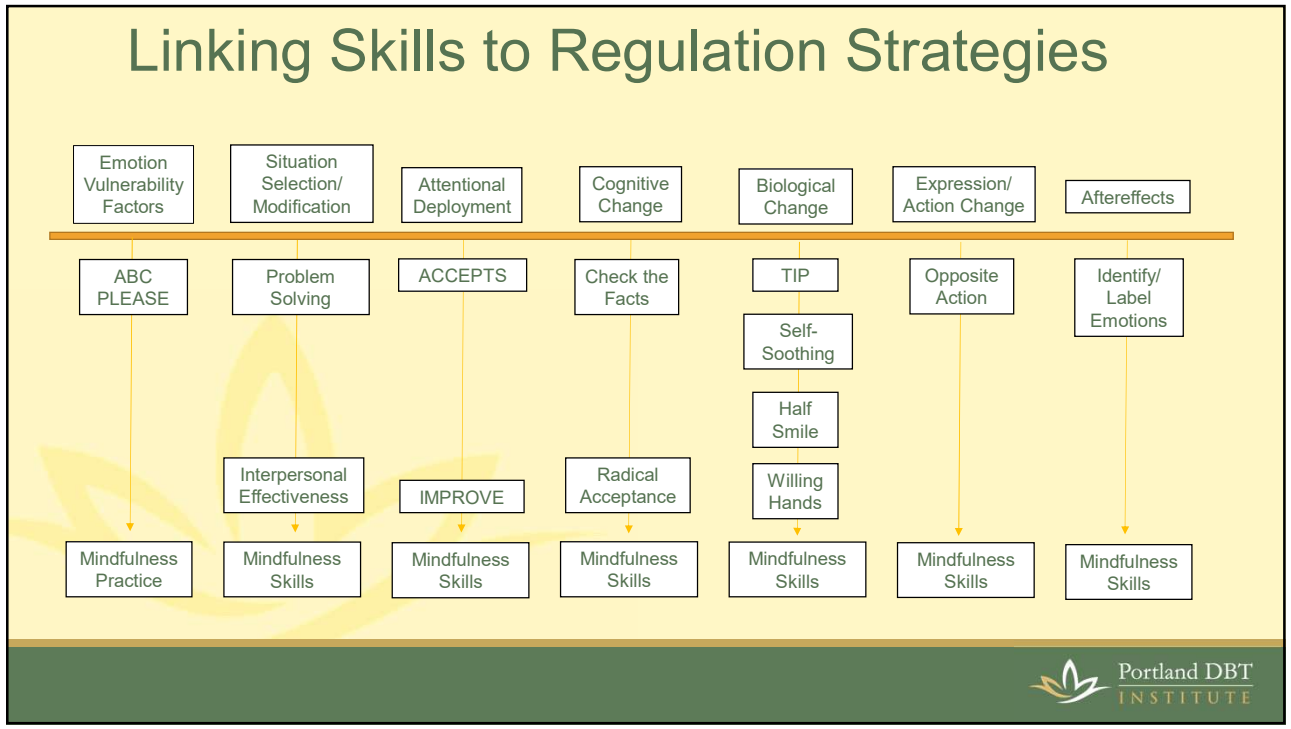 Linking Skills to Regulation Strategies
Emotion
Vulnerability
Factors
Situation
Selection/
Modification
Attentional
Deployment
Cognitive
Change
Biological
Change
Expression/
Action Change
Aftereffects
ABC
PLEASE
Problem
Solving
ACCEPTS
Check the
Facts
TIP
Opposite
Action
Identify/
Label
Emotions
Self-
Soothing
Half
Smile
Interpersonal
Effectiveness
IMPROVE
Radical
Acceptance
Willing
Hands
Mindfulness
Practice
Mindfulness
Skills
Mindfulness
Skills
Mindfulness
Skills
Mindfulness
Skills
Mindfulness
Skills
Mindfulness
Skills
Portland DBT
INSTITUTE